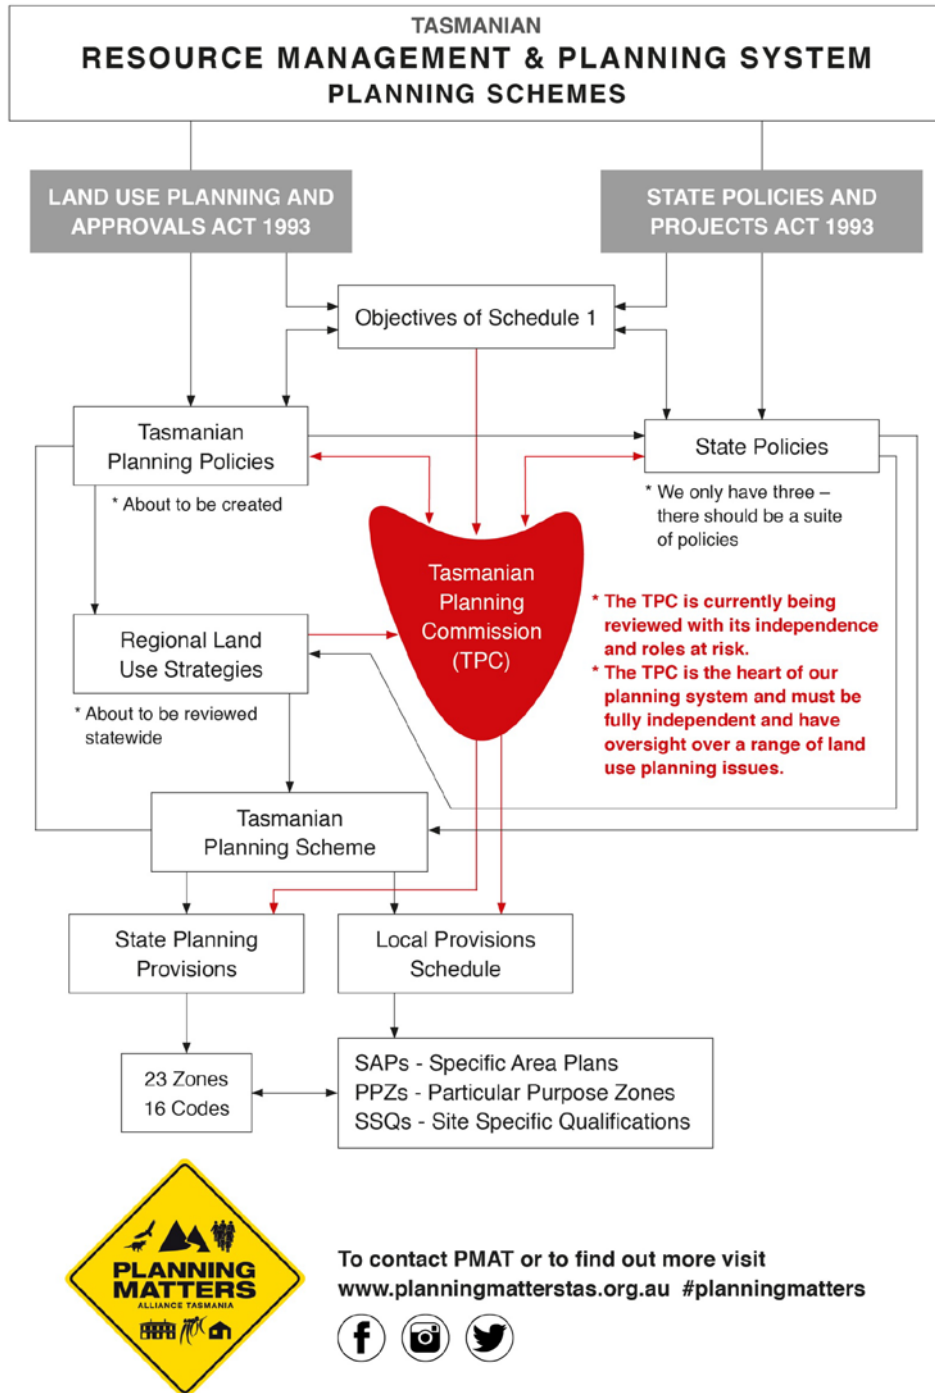 TASMANIAN
RESOURCE MANAGEMENT & PLANNING SYSTEM
PLANNING SCHEMES
LAND USE PLANNING AND
APPROVALS ACT 1993
STATE POLICIES AND
PROJECTS ACT 1993
Objectives of Schedule 1
Tasmanian
Planning Policies
* About to be created
State Policies
* We only have three –
there should be a suite
of policies
Tasmanian
Planning
Commission
(TPC)
* The TPC is currently being
reviewed with its independence
and roles at risk.
* The TPC is the heart of our
planning system and must be
fully independent and have
oversight over a range of land
use planning issues.
Regional Land
Use Strategies
* About to be reviewed
statewide
Tasmanian
Planning Scheme
State Planning
Provisions
Local Provisions
Schedule
23 Zones
16 Codes
SAPs - Specific Area Plans
PPZs - Particular Purpose Zones
SSQs - Site Specific Qualifications
PLANNING
MATTERS
ALLIANCE TASMANIA
To contact PMAT or to find out more visit
www.planningmatterstas.org.au #planningmatters